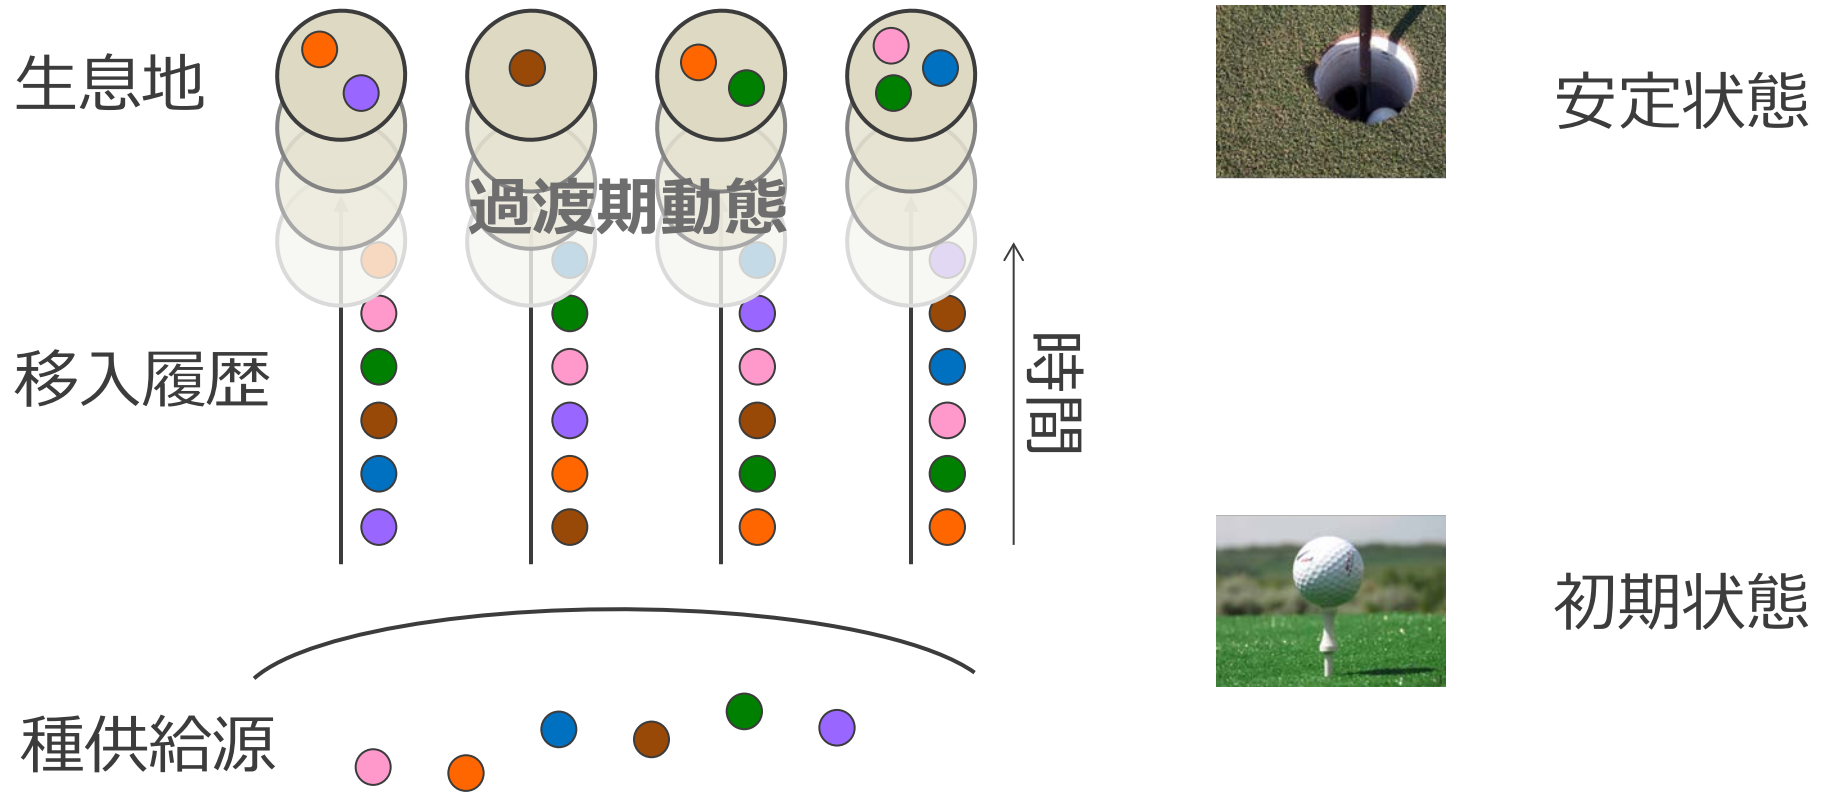 生息地
安定状態
過渡期動態
移入履歴
時間
初期状態
種供給源